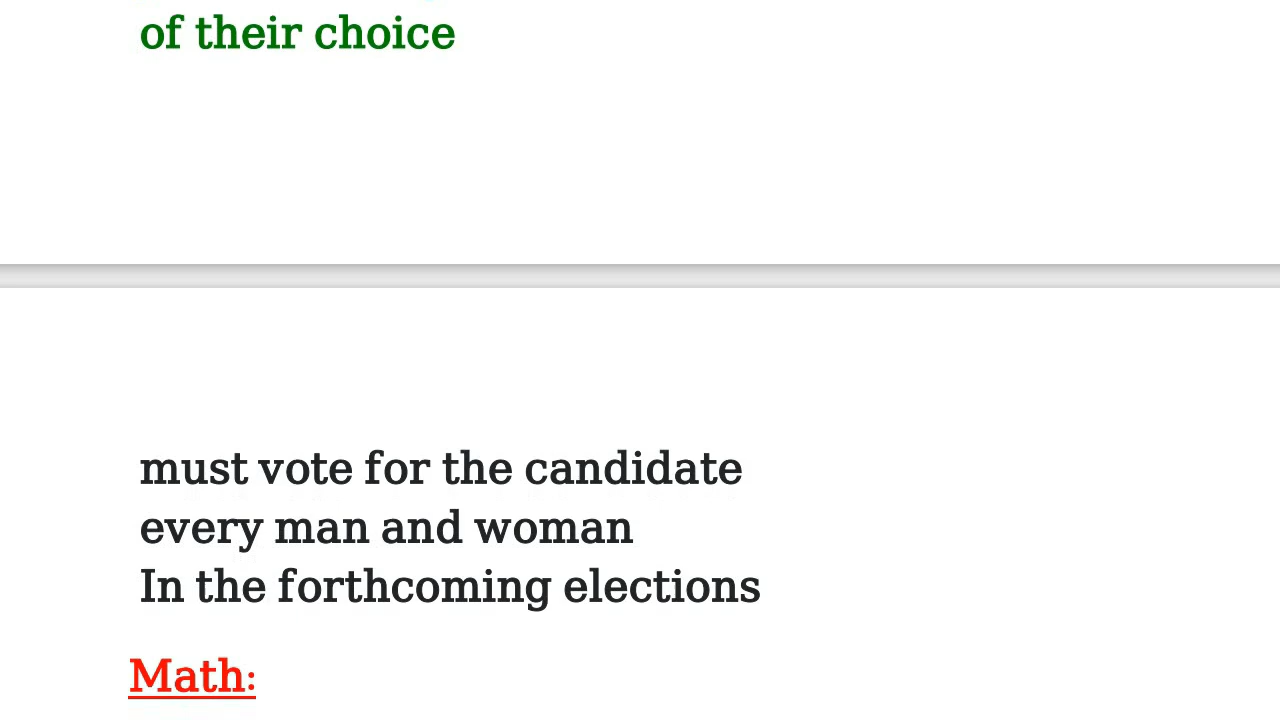 of their choice
must vote for the candidate
every man and woman
In the forthcoming elections
Math: